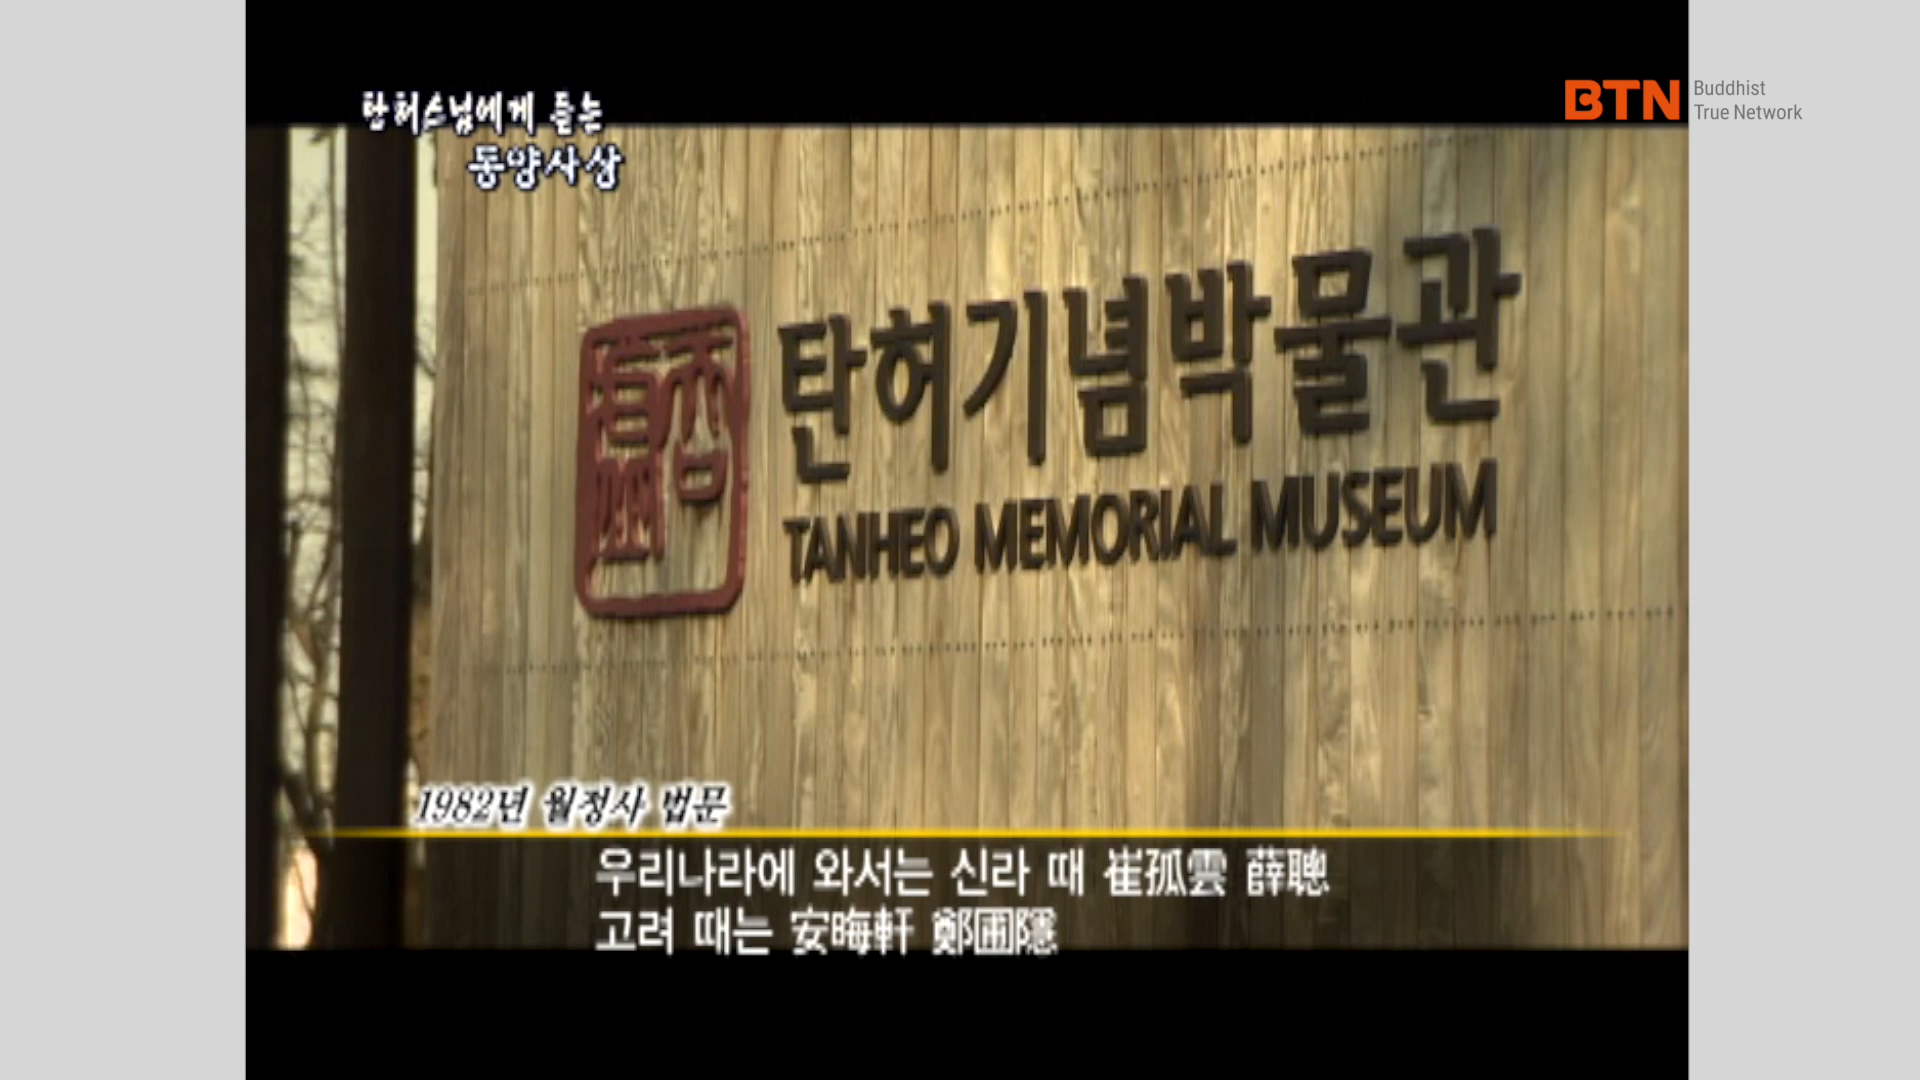 탄허스님에게 듣는
동양사상
BTN
Buddhist
True Network
탄허기념박물관
TANHEO MEMORIAL MUSEUM
1982년 월정사 법문
우리나라에 와서는 신라 때 崔孤雲 薛聰
고려 때는 安晦軒 鄭圃隱